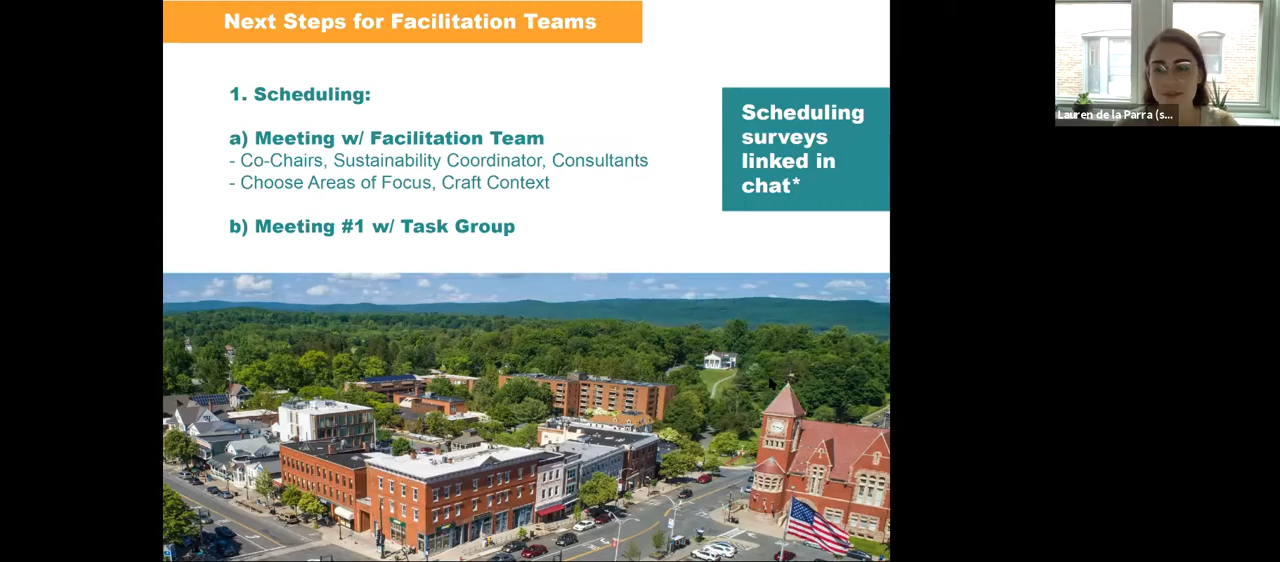 Next Steps for Facilitation Teams
1. Scheduling:
a) Meeting w/ Facilitation Team
- Co-Chairs, Sustainability Coordinator, Consultants
- Choose Areas of Focus, Craft Context
b) Meeting #1 w/ Task Group
Scheduling
surveys
linked in
chat*
Lauren de la Parra (s...